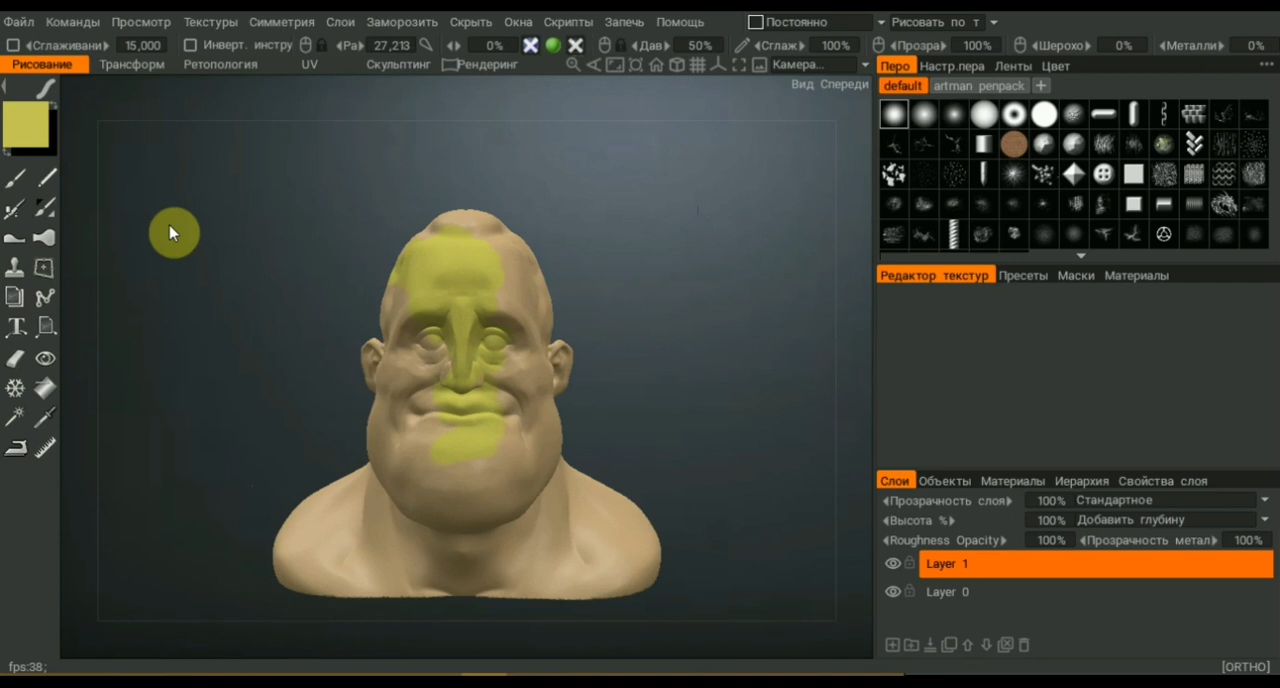 Файл Команды Просмотр Текстуры Симметрия Слои Заморозить Скрыть Окна Скрипты Запечь Помощь Постоянно Рисовать по т
Сглаживани 15,000 Инверт. инстру Ра 27,213 0% Дав 50% Сглаж 100% Прозра 100% Шерохо 0% Металли 0%
Рисование Трансформ Ретопология UV Скульптинг Рендеринг Камера... Перо Настр.пера Ленты Цвет
Вид Спереди default artman penpack
Редактор текстур Пресеты Маски Материалы
Слои Объекты Материалы Иерархия Свойства слоя
Прозрачность слоя 100% Стандартное
Высота % 100% Добавить глубину
Roughness Opacity 100% Прозрачность метал 100%
Layer 1
Layer 0
fps:38; [ORTHO]